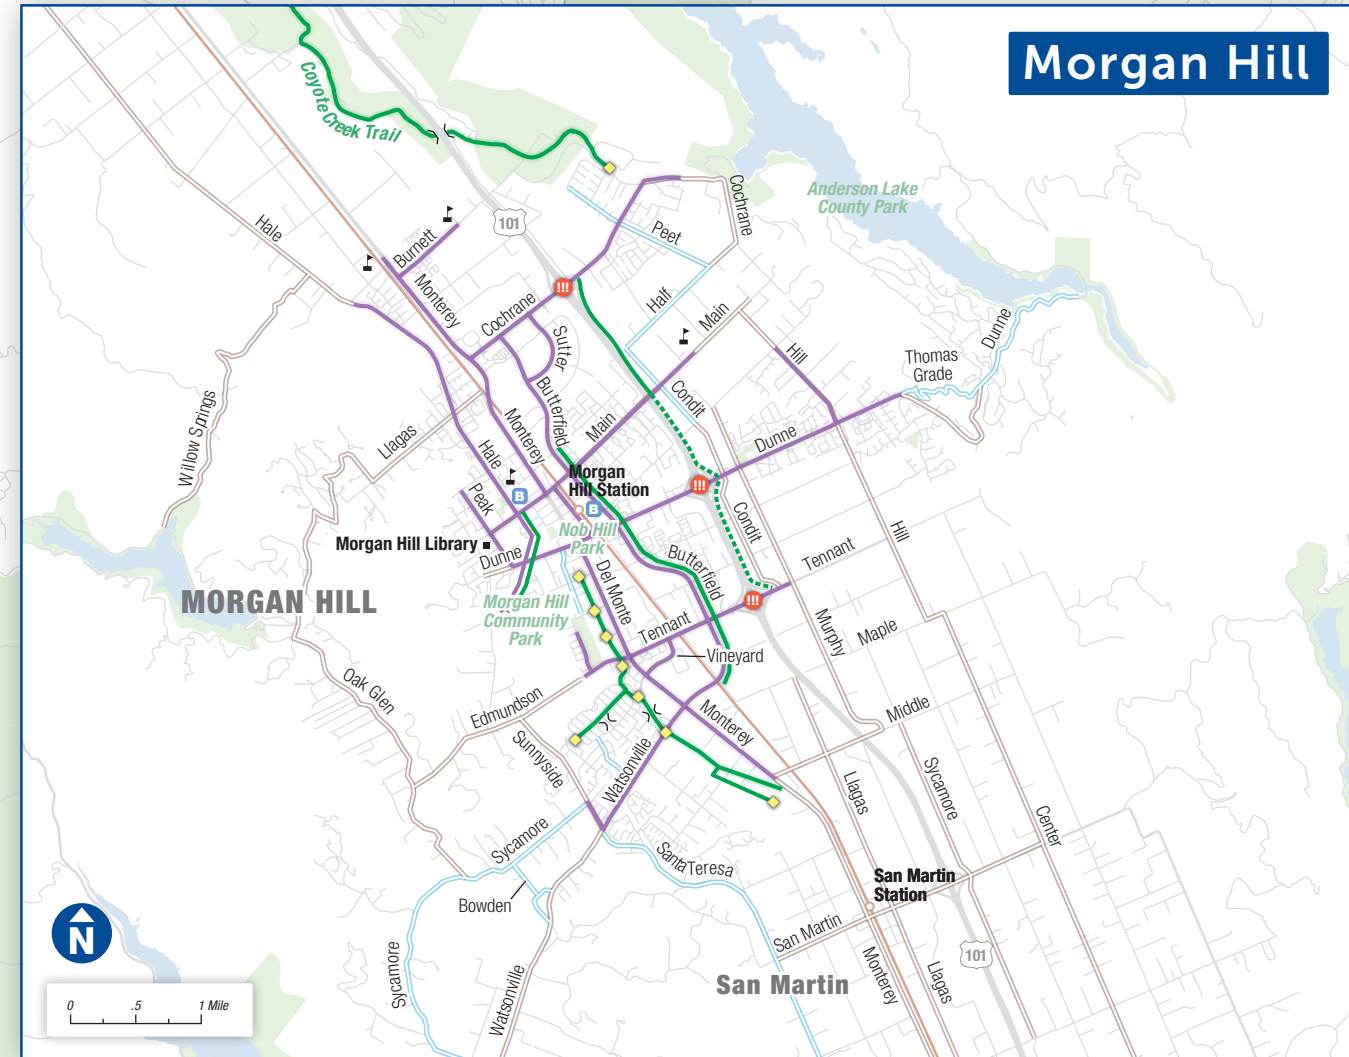 Morgan Hill
Coyote Creek Trail
Anderson Lake
County Park
Cochrane
101
Peet
Hale
Burnett
Monterey
Cochrane
Half
Main
Sutter
Hill
Dunne
Thomas
Grade
Willow Springs
Llagas
Butterfield
Condit
Main
Monterey
Hale
Dunne
Peak
B
Morgan
Hill Station
B
Nob Hill
Park
Condit
Hill
Morgan Hill Library
Dunne
Butterfield
Tennant
Del Monte
MORGAN HILL
Morgan Hill
Community
Park
Tennant
Murphy
Maple
Vineyard
Oak Glen
Edmundson
Monterey
Middle
Sunnyside
Watsonville
Llagas
Sycamore
Center
Sycamore
Santa Teresa
San Martin
Station
Bowden
San Martin
Sycamore
Watsonville
San Martin
Monterey
Llagas
101
N
0 .5 1 Mile
!!!
!!!
!!!